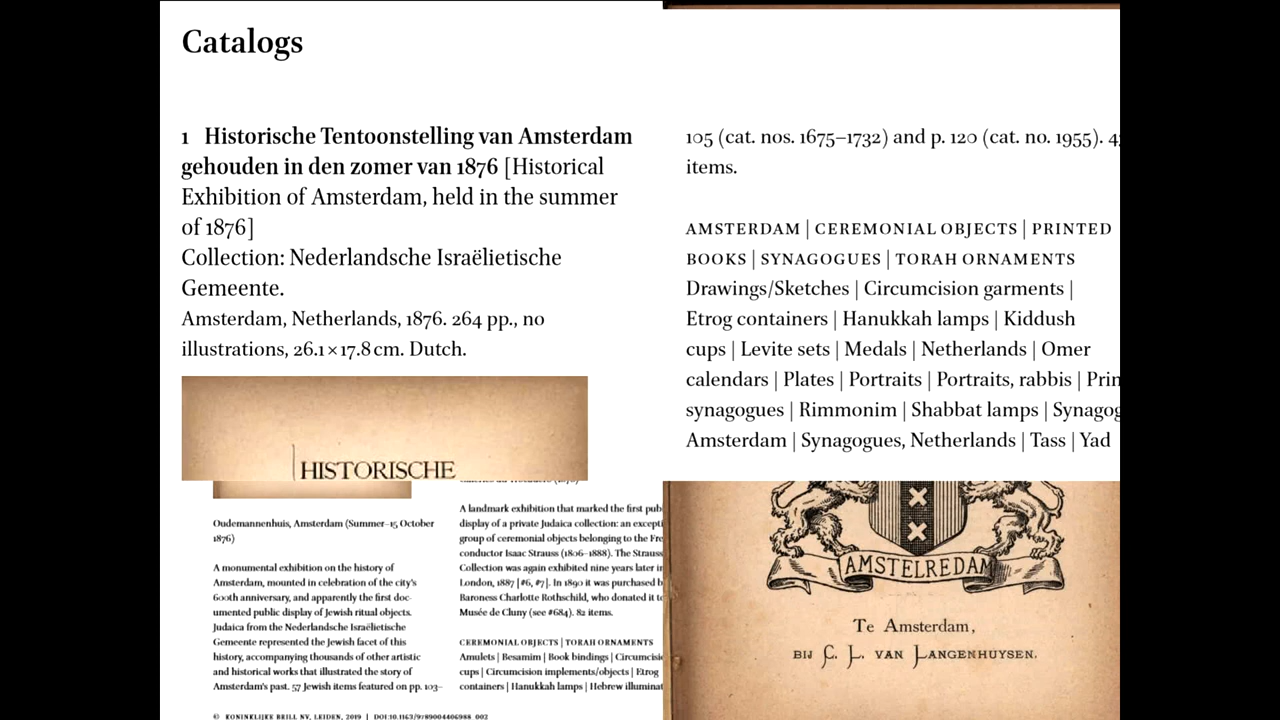 Catalogs
1 Historische Tentoonstelling van Amsterdam
gehouden in den zomer van 1876 [Historical
Exhibition of Amsterdam, held in the summer
of 1876]
Collection: Nederlandsche Israëlietische
Gemeente.
Amsterdam, Netherlands, 1876. 264 pp., no
illustrations, 26.1 × 17.8 cm. Dutch.
HISTORISCHE
105 (cat. nos. 1675–1732) and p. 120 (cat. no. 1955).
items.
AMSTERDAM | CEREMONIAL OBJECTS | PRINTED
BOOKS | SYNAGOGUES | TORAH ORNAMENTS
Drawings/Sketches | Circumcision garments |
Etrog containers | Hanukkah lamps | Kiddush
cups | Levite sets | Medals | Netherlands | Omer
calendars | Plates | Portraits | Portraits, rabbis |
synagogues | Rimmonim | Shabbat lamps |
Amsterdam | Synagogues, Netherlands | Tass | Yad
Oudemannenhuis, Amsterdam (Summer–15 October
1876)
A monumental exhibition on the history of
Amsterdam, mounted in celebration of the city's
600th anniversary, and apparently the first doc-
umented public display of Jewish ritual objects.
Judaica from the Nederlandsche Israëlietische
Gemeente represented the Jewish facet of this
history, accompanying thousands of other artistic
and historical works that illustrated the story of
Amsterdam's past. 57 Jewish items featured on pp. 103–
A landmark exhibition that marked the first
display of a private Judaica collection: an
group of ceremonial objects belonging to the
conductor Isaac Strauss (1806–1888). The Strauss
Collection was again exhibited nine years later
London, 1887 [#6, #7]. In 1890 it was purchased
Baroness Charlotte Rothschild, who donated it
Musée de Cluny (see #684). 82 items.
CEREMONIAL OBJECTS | TORAH ORNAMENTS
Amulets | Besamim | Book bindings |
cups | Circumcision implements/objects | Etrog
containers | Hanukkah lamps | Hebrew
© KONINKLIJKE BRILL NV, LEIDEN, 2019 | DOI:10.1163/9789004406988_002
AMSTELREDAM
Te Amsterdam,
BIJ C. L. VAN LANGENHUYSEN.